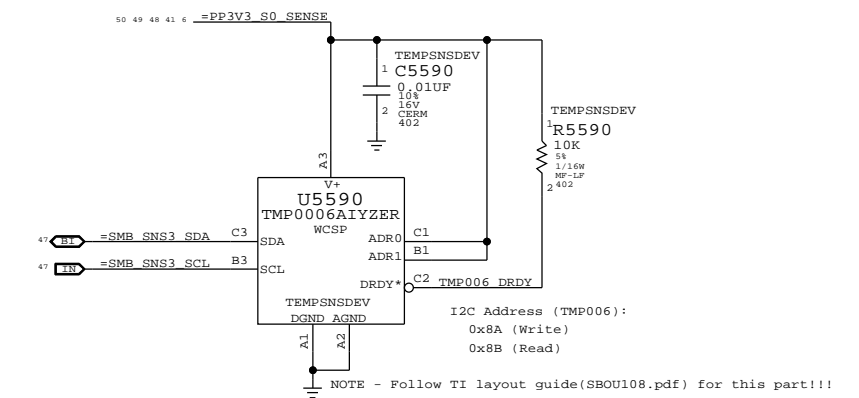 50 49 48 41 6 =PP3V3_S0_SENSE
TEMPSNSDEV
1 C5590
0.01UF
10%
16V
2 CERM
402
TEMPSNSDEV
1 R5590
10K
5%
1/16W
MF-LF
2 402
A3
V+
U5590
TMP0006AIYZER
WCSP
47 BI =SMB_SNS3_SDA C3 SDA
ADR0 C1
ADR1 B1
47 IN =SMB_SNS3_SCL B3 SCL
DRDY* C2 TMP006_DRDY
TEMPSNSDEV
DGND AGND
A1 A2
I2C Address (TMP006):
0x8A (Write)
0x8B (Read)
NOTE - Follow TI layout guide(SBOU108.pdf) for this part!!!